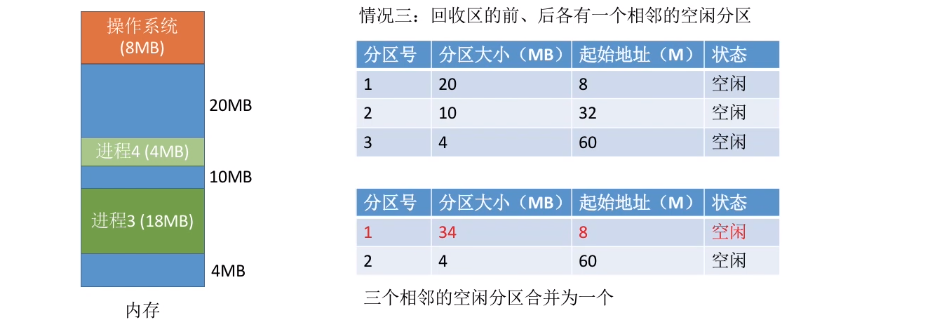 操作系统
(8MB)
20MB
进程4 (4MB)
10MB
进程3 (18MB)
4MB
内存
情况三：回收区的前、后各有一个相邻的空闲分区
分区号 分区大小（MB） 起始地址（M） 状态
1 20 8 空闲
2 10 32 空闲
3 4 60 空闲
分区号 分区大小（MB） 起始地址（M） 状态
1 34 8 空闲
2 4 60 空闲
三个相邻的空闲分区合并为一个